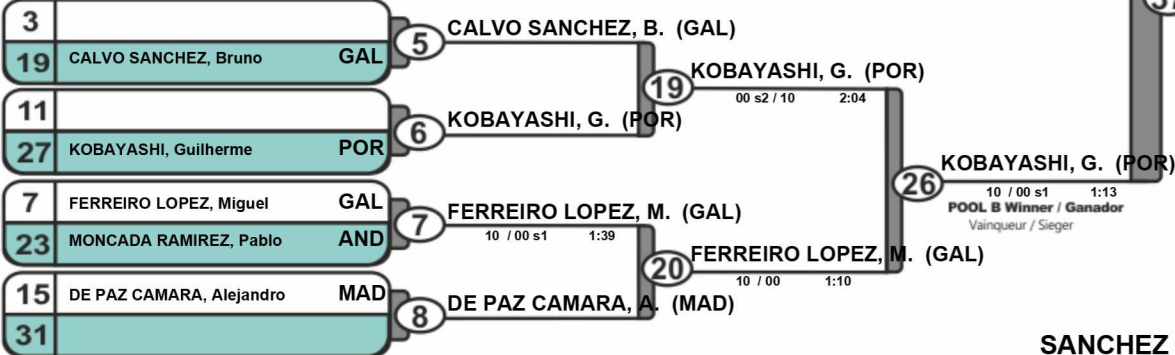 3
19 CALVO SANCHEZ, Bruno GAL
5 CALVO SANCHEZ, B. (GAL)
11
27 KOBAYASHI, Guilherme POR
6 KOBAYASHI, G. (POR)
19 KOBAYASHI, G. (POR)
00 s2 / 10 2:04
7 FERREIRO LOPEZ, Miguel GAL
23 MONCADA RAMIREZ, Pablo AND
7 FERREIRO LOPEZ, M. (GAL)
10 / 00 s1 1:39
15 DE PAZ CAMARA, Alejandro MAD
31
8 DE PAZ CAMARA, A. (MAD)
20 FERREIRO LOPEZ, M. (GAL)
10 / 00 1:10
26 KOBAYASHI, G. (POR)
10 / 00 s1 1:13
POOL B Winner / Ganador
Vainqueur / Sieger
SANCHEZ